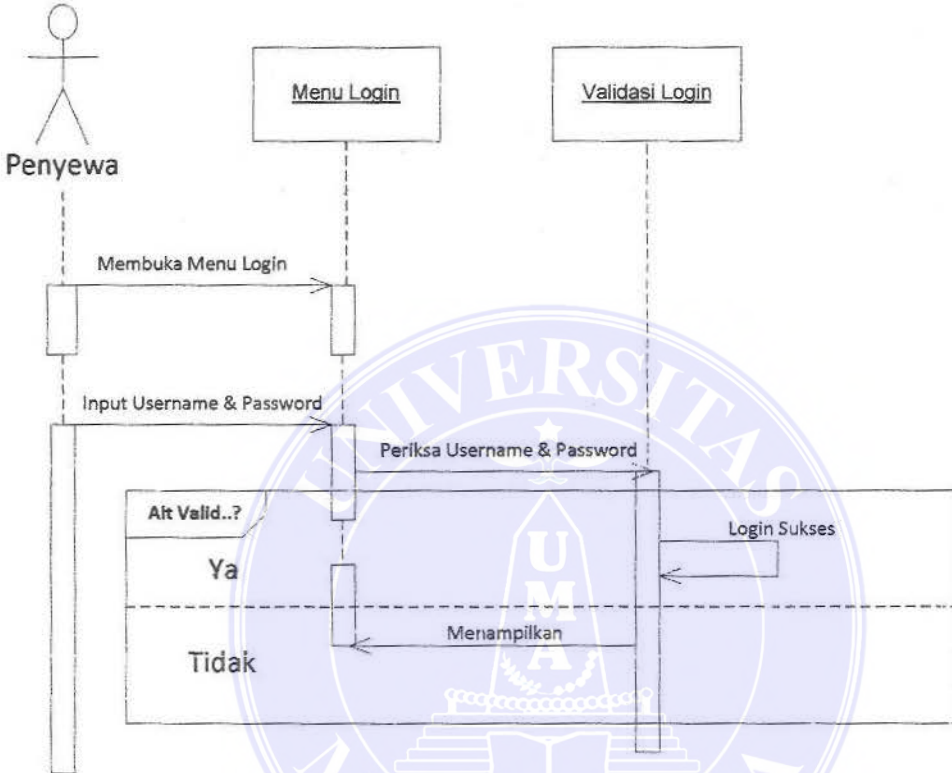 Menu Login
Validasi Login
Penyewa
Membuka Menu Login
Input Username & Password
Periksa Username & Password
Alt Valid..?
Login Sukses
Ya
Menampilkan
Tidak
UNIVERSITAS
U
M
A